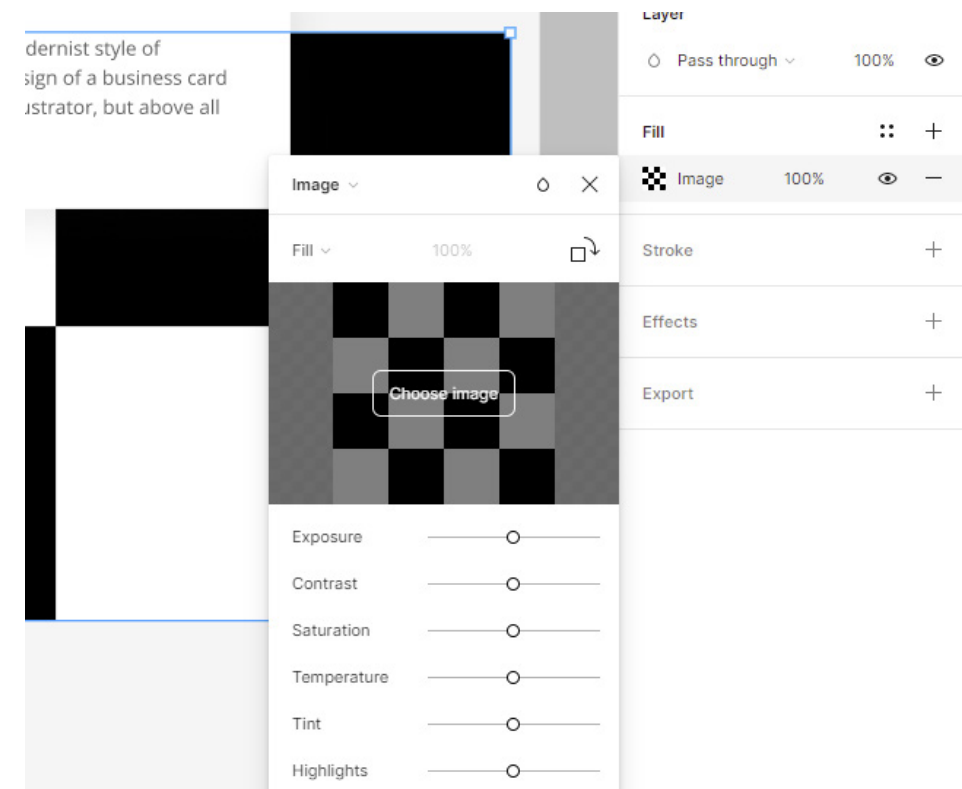 dernist style of
sign of a business card
ustrator, but above all
Image
Fill
100%
Choose image
Exposure
Contrast
Saturation
Temperature
Tint
Highlights
Layer
Pass through
100%
Fill
Image
100%
Stroke
Effects
Export